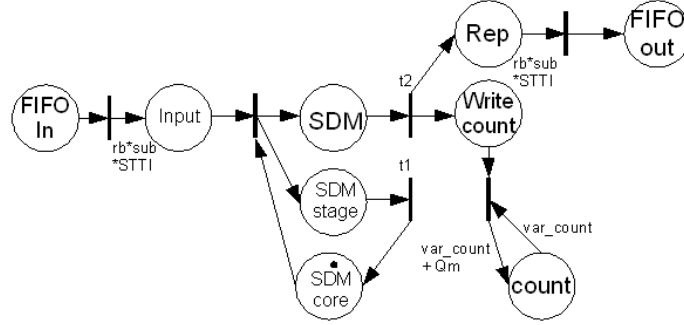 FIFO
In
rb*sub
*STTI
Input
SDM
SDM
stage
SDM
core
t1
t2
Rep
rb*sub
*STTI
FIFO
out
Write
count
var_count
+ Qm
var_count
count